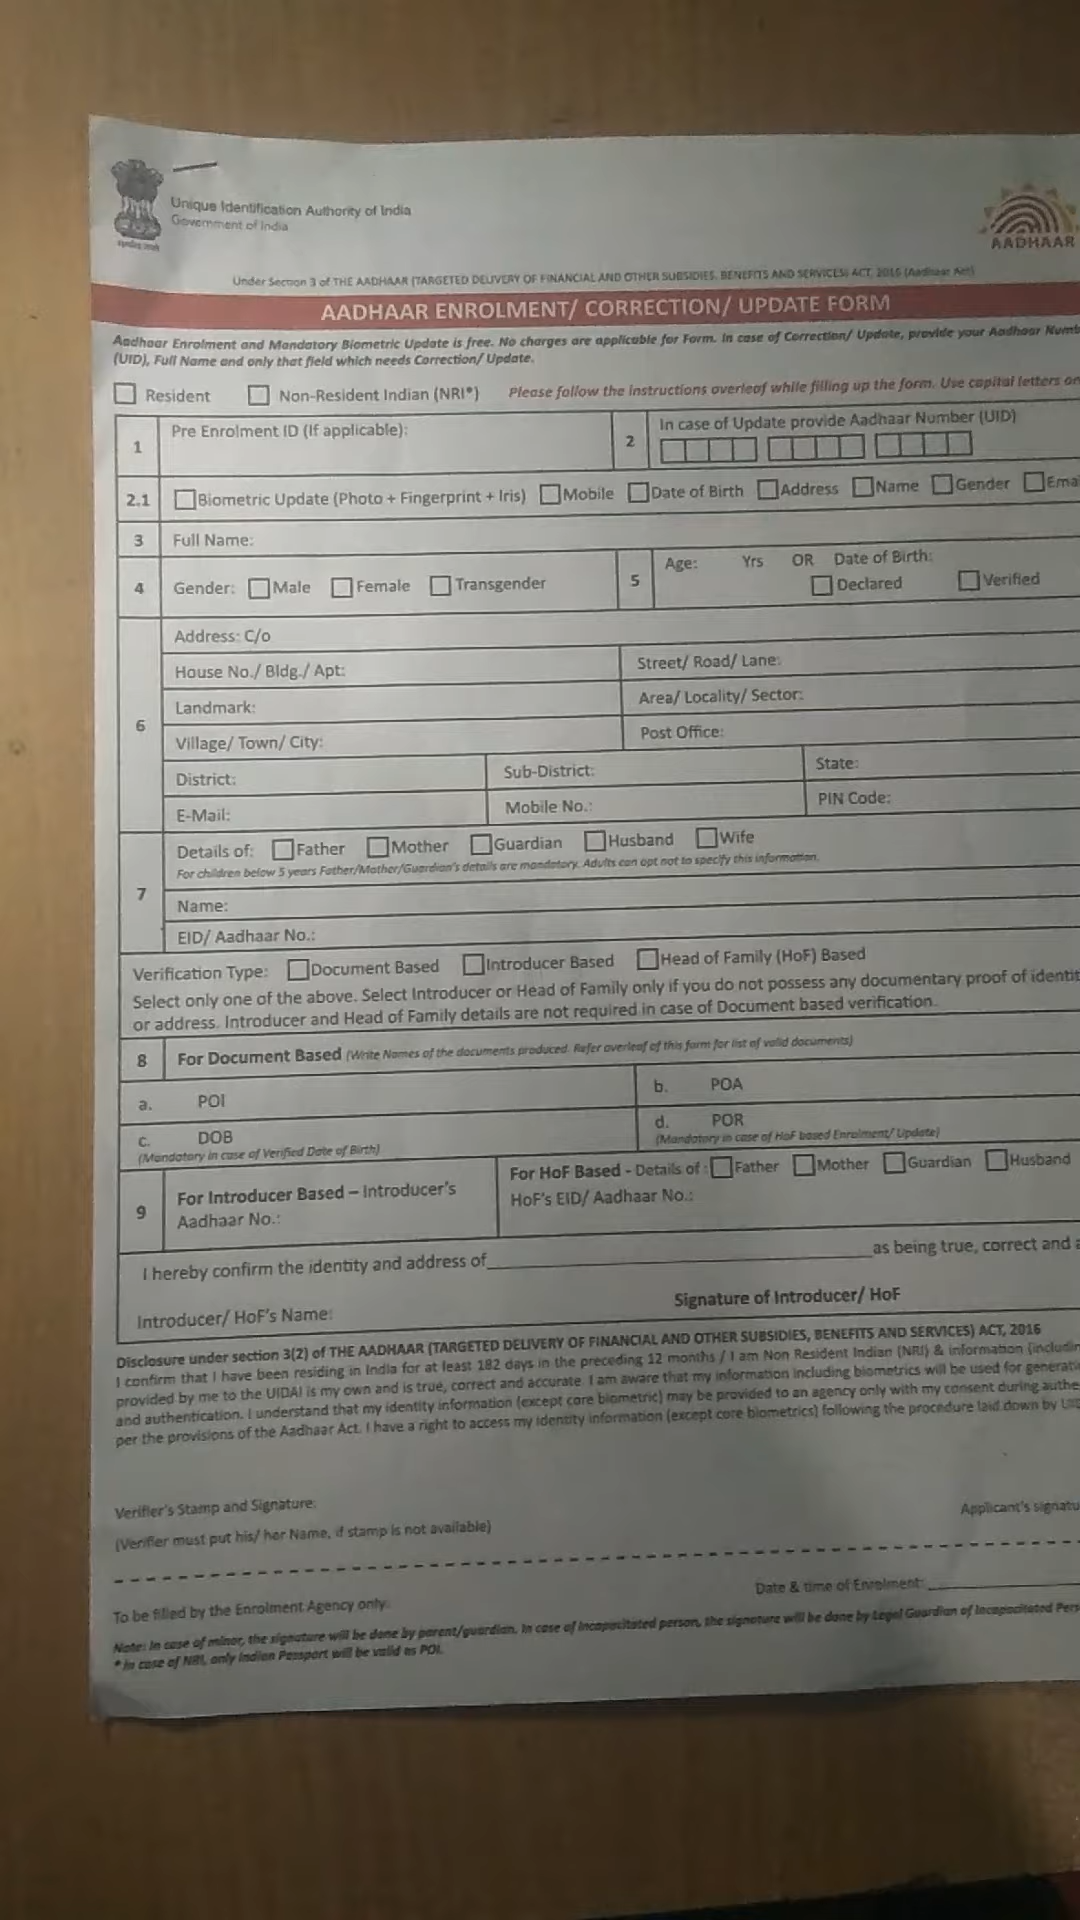 Unique Identification Authority of India
Government of India
AADHAAR
Under Section 3 of THE AADHAAR (TARGETED DELIVERY OF FINANCIAL AND OTHER SUBSIDIES, BENEFITS AND SERVICES) ACT, 2016 (Aadhaar Act)
AADHAAR ENROLMENT/ CORRECTION/ UPDATE FORM
Aadhaar Enrolment and Mandatory Biometric Update is free. No charges are applicable for Form. In case of Correction/ Update, provide your Aadhaar Numb
(UID), Full Name and only that field which needs Correction/ Update.
Resident Non-Resident Indian (NRI*) Please follow the instructions overleaf while filling up the form. Use capital letters on
1 Pre Enrolment ID (If applicable): 2 In case of Update provide Aadhaar Number (UID)
2.1 Biometric Update (Photo + Fingerprint + Iris) Mobile Date of Birth Address Name Gender Emai
3 Full Name:
4 Gender: Male Female Transgender 5 Age: Yrs OR Date of Birth:
Declared Verified
6 Address: C/o
House No./ Bldg./ Apt: Street/ Road/ Lane:
Landmark: Area/ Locality/ Sector:
Village/ Town/ City: Post Office:
District: Sub-District: State:
E-Mail: Mobile No.: PIN Code:
7 Details of: Father Mother Guardian Husband Wife
For children below 5 years Father/Mother/Guardian's details are mandatory. Adults can opt not to specify this information.
Name:
EID/ Aadhaar No.:
Verification Type: Document Based Introducer Based Head of Family (HoF) Based
Select only one of the above. Select Introducer or Head of Family only if you do not possess any documentary proof of identit
or address. Introducer and Head of Family details are not required in case of Document based verification.
8 For Document Based (Write Names of the documents produced. Refer overleaf of this form for list of valid documents)
a. POI b. POA
c. DOB d. POR
(Mandatory in case of Verified Date of Birth) (Mandatory in case of HoF based Enrolment/ Update)
9 For Introducer Based – Introducer's
Aadhaar No.:
For HoF Based - Details of : Father Mother Guardian Husband
HoF's EID/ Aadhaar No.:
I hereby confirm the identity and address of as being true, correct and a
Introducer/ HoF's Name: Signature of Introducer/ HoF
Disclosure under section 3(2) of THE AADHAAR (TARGETED DELIVERY OF FINANCIAL AND OTHER SUBSIDIES, BENEFITS AND SERVICES) ACT, 2016
I confirm that I have been residing in India for at least 182 days in the preceding 12 months / I am Non Resident Indian (NRI) & information (includin
provided by me to the UIDAI is my own and is true, correct and accurate. I am aware that my information including biometrics will be used for generati
and authentication. I understand that my identity information (except core biometric) may be provided to an agency only with my consent during authe
per the provisions of the Aadhaar Act. I have a right to access my identity information (except core biometrics) following the procedure laid down by UID
Verifier's Stamp and Signature: Applicant's signatu
(Verifier must put his/ her Name, if stamp is not available)
To be filled by the Enrolment Agency only: Date & time of Enrolment:
Note: In case of minor, the signature will be done by parent/guardian. In case of Incapacitated person, the signature will be done by Legal Guardian of Incapacitated Pers
* In case of NRI, only Indian Passport will be valid as POI.